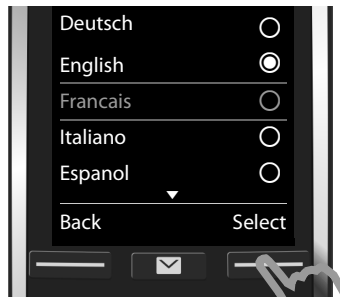 Deutsch
English
Francais
Italiano
Espanol
Back Select